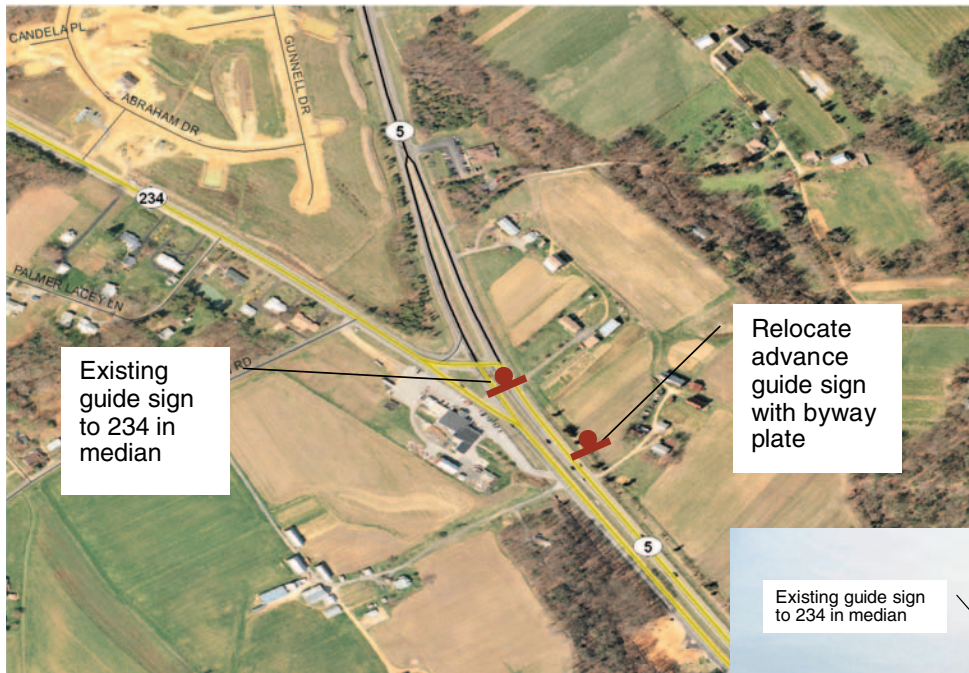 CANDELA PL
GUNNELL DR
ABRAHAM DR
5
234
PALMER LACEY LN
RD
Existing
guide sign
to 234 in
median
Relocate
advance
guide sign
with byway
plate
5
Existing guide sign
to 234 in median